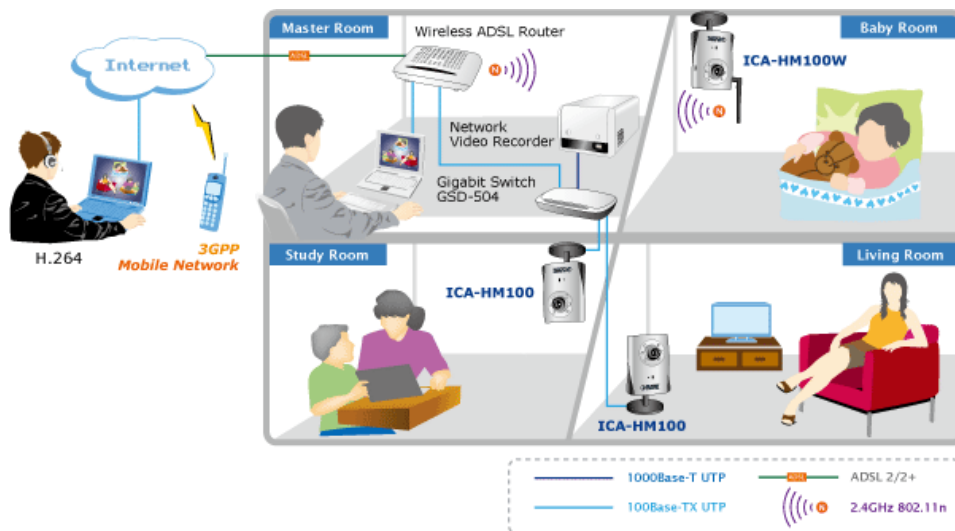 Master Room
Wireless ADSL Router
Baby Room
ICA-HM100W
Internet
ADSL
N
N
Network
Video Recorder
Gigabit Switch
GSD-504
H.264
3GPP
Mobile Network
Study Room
ICA-HM100
Living Room
ICA-HM100
1000Base-T UTP
ADSL
ADSL 2/2+
100Base-TX UTP
N
2.4GHz 802.11n